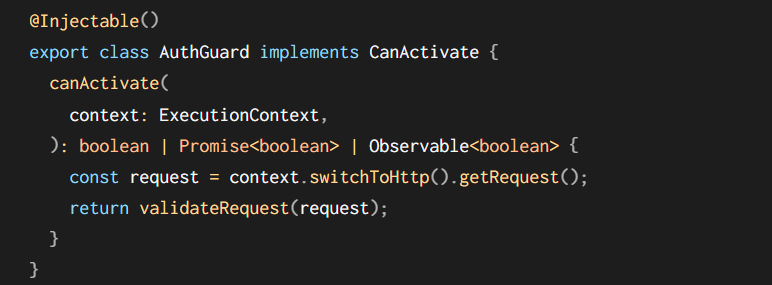 @Injectable()
export class AuthGuard implements CanActivate {
  canActivate(
    context: ExecutionContext,
  ): boolean | Promise<boolean> | Observable<boolean> {
    const request = context.switchToHttp().getRequest();
    return validateRequest(request);
  }
}